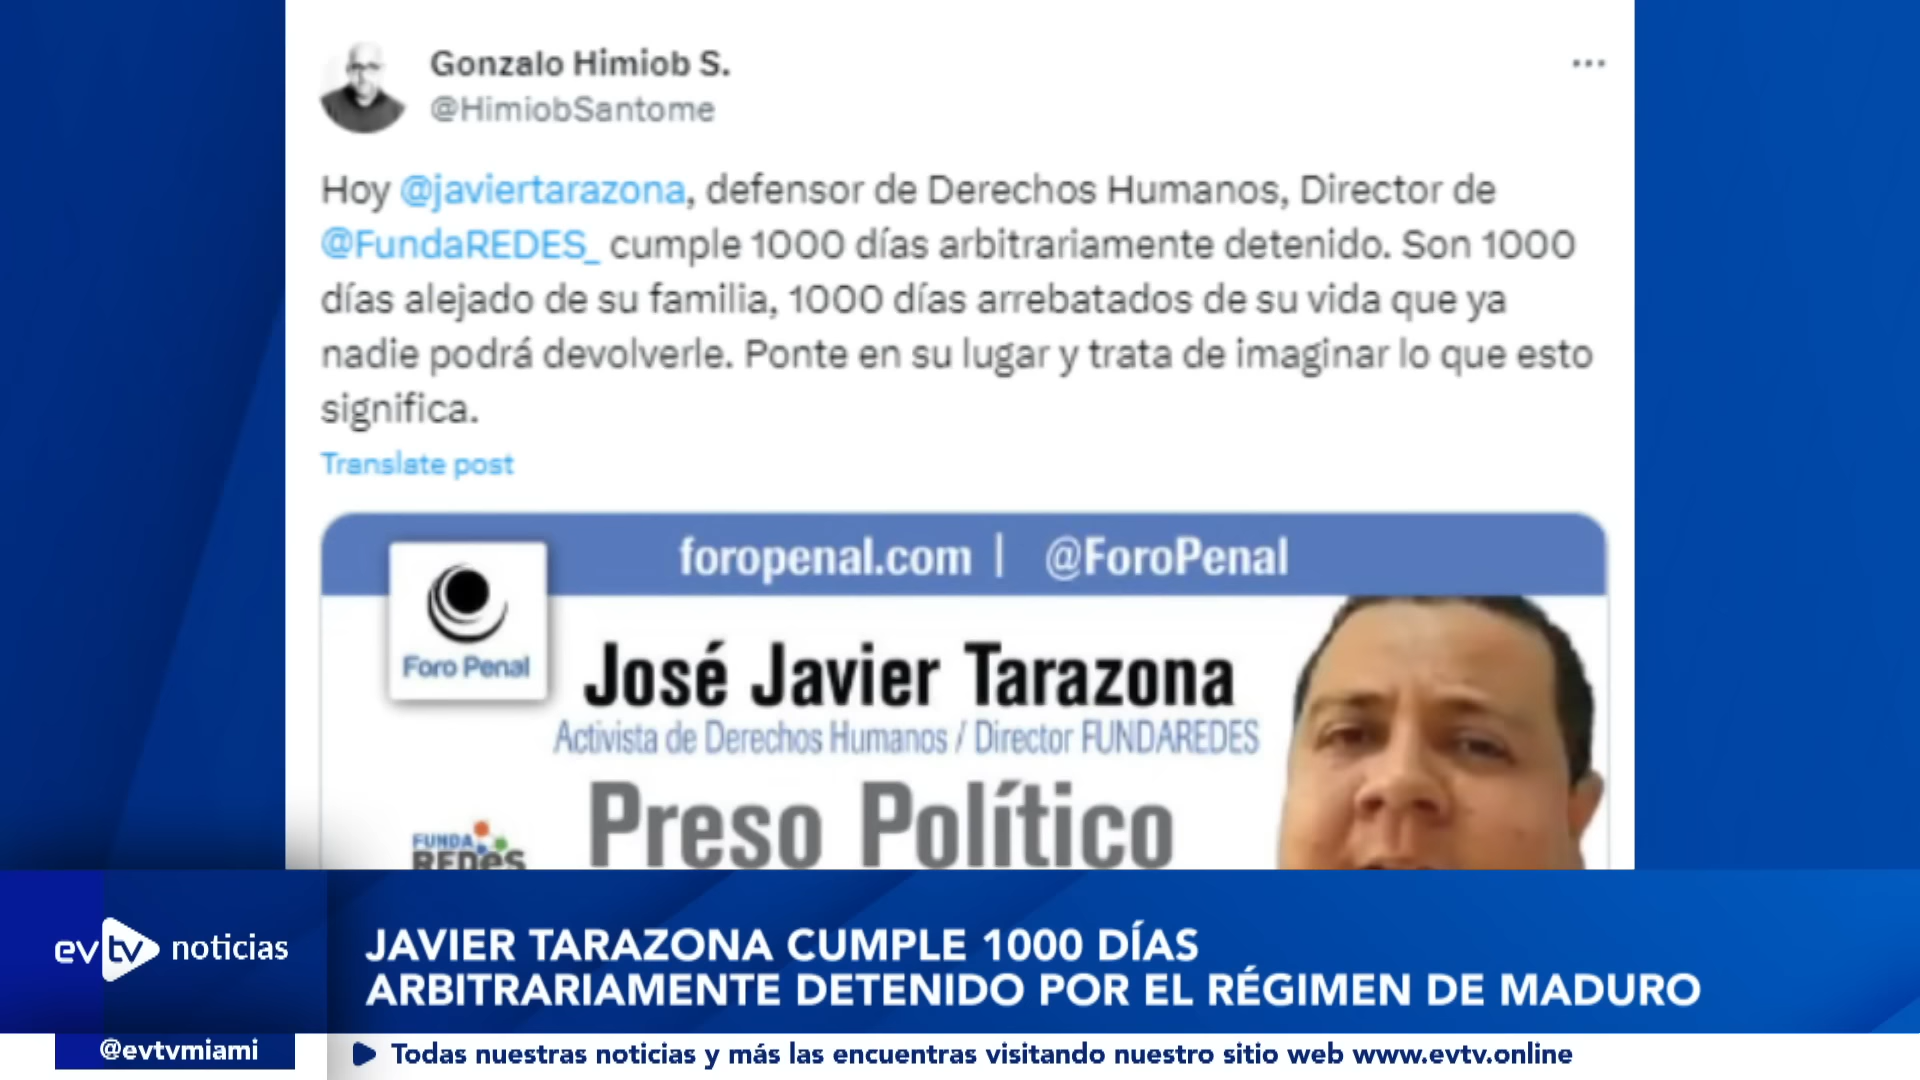 Gonzalo Himiob S.
@HimiobSantome
Hoy @javiertarazona, defensor de Derechos Humanos, Director de
@FundaREDES_ cumple 1000 días arbitrariamente detenido. Son 1000
días alejado de su familia, 1000 días arrebatados de su vida que ya
nadie podrá devolverle. Ponte en su lugar y trata de imaginar lo que esto
significa.
Translate post
foropenal.com | @ForoPenal
Foro Penal
José Javier Tarazona
Activista de Derechos Humanos / Director FUNDAREDES
Preso Político
FUNDA
REDES
evtv noticias
JAVIER TARAZONA CUMPLE 1000 DÍAS
ARBITRARIAMENTE DETENIDO POR EL RÉGIMEN DE MADURO
@evtvmiami
Todas nuestras noticias y más las encuentras visitando nuestro sitio web www.evtv.online